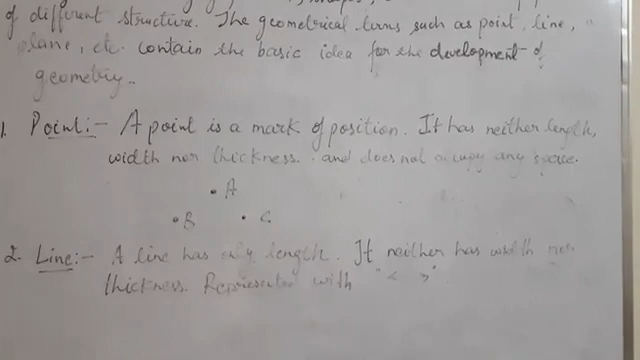 of different structure. The geometrical terms such as point, line,
plane, etc. contain the basic idea for the development of
geometry.
1. Point:- A point is a mark of position. It has neither length,
width nor thickness. and does not occupy any space.
• A
• B • C
2. Line:- A line has only length. It neither has width nor
thickness. Represented with "< >"